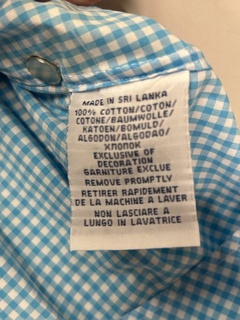 MADE IN SRI LANKA
100% COTTON/COTON/
COTONE/BAUMWOLLE/
KATOEN/BOMULD/
ALGODON/ALGODAO/
ХЛОПОК
EXCLUSIVE OF
DECORATION
GARNITURE EXCLUE
REMOVE PROMPTLY
RETIRER RAPIDEMENT
DE LA MACHINE A LAVER
NON LASCIARE A
LUNGO IN LAVATRICE